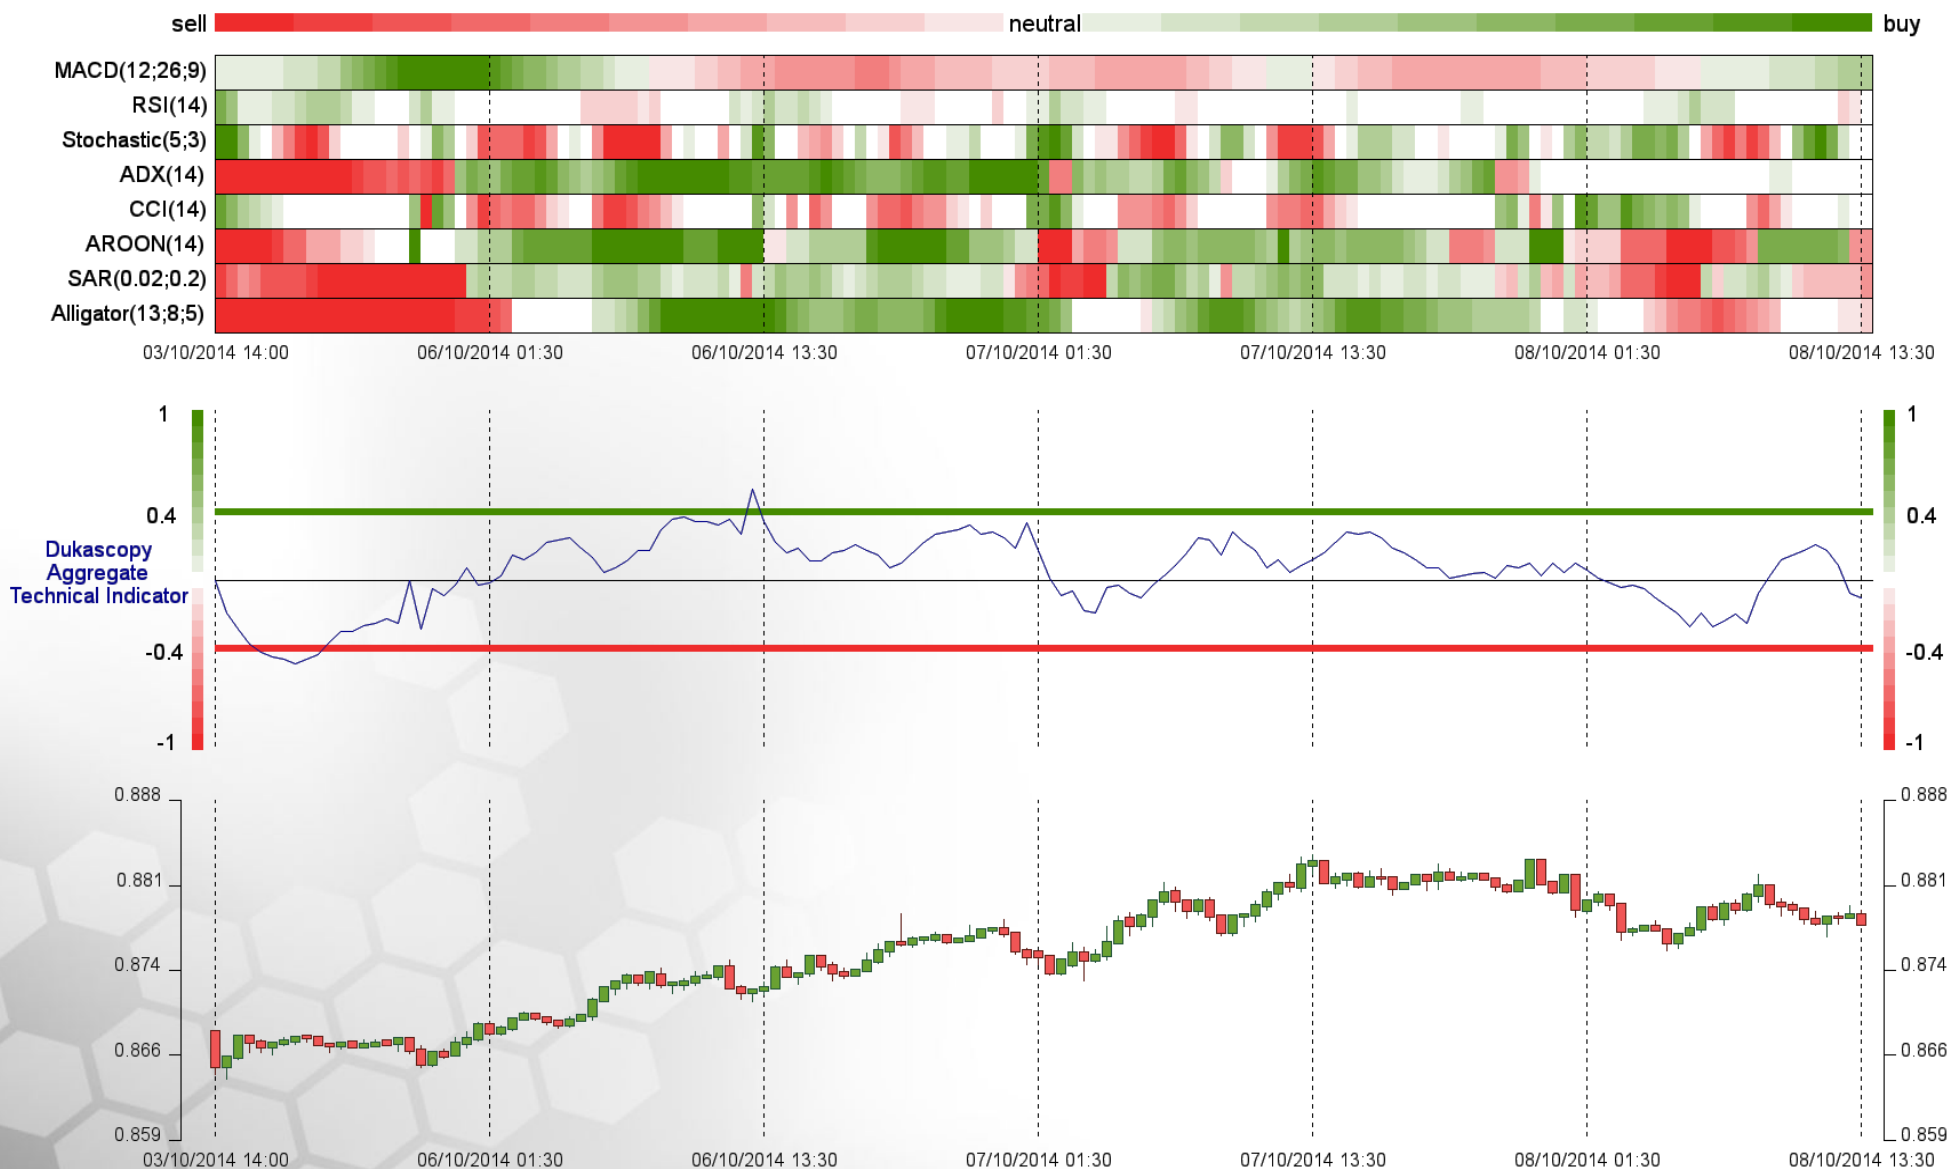 sell neutral buy
MACD(12;26;9)
RSI(14)
Stochastic(5;3)
ADX(14)
CCI(14)
AROON(14)
SAR(0.02;0.2)
Alligator(13;8;5)
03/10/2014 14:00 06/10/2014 01:30 06/10/2014 13:30 07/10/2014 01:30 07/10/2014 13:30 08/10/2014 01:30 08/10/2014 13:30
1 1
0.4 0.4
Dukascopy
Aggregate
Technical Indicator
-0.4 -0.4
-1 -1
0.888 0.888
0.881 0.881
0.874 0.874
0.866 0.866
0.859 0.859
03/10/2014 14:00 06/10/2014 01:30 06/10/2014 13:30 07/10/2014 01:30 07/10/2014 13:30 08/10/2014 01:30 08/10/2014 13:30